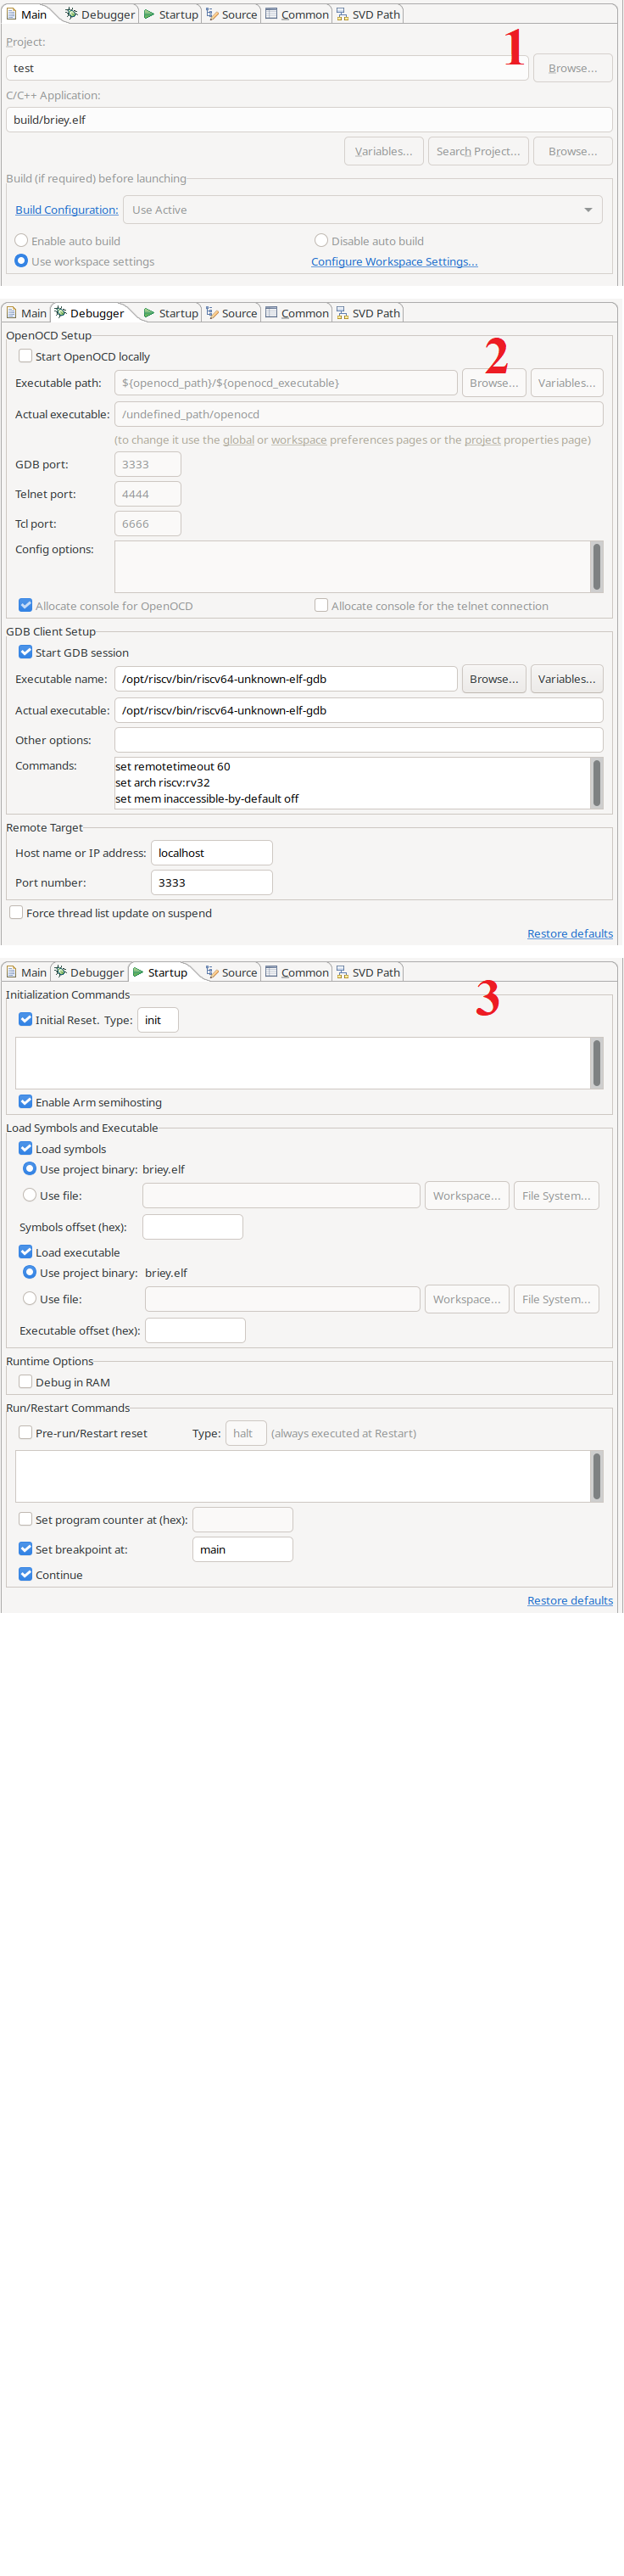 Main Debugger Startup Source Common SVD Path
1
Project:
test Browse...
C/C++ Application:
build/briey.elf
Variables... Search Project... Browse...
Build (if required) before launching
Build Configuration: Use Active
Enable auto build Disable auto build
Use workspace settings Configure Workspace Settings...
Main Debugger Startup Source Common SVD Path
OpenOCD Setup
2
Start OpenOCD locally
Executable path: ${openocd_path}/${openocd_executable} Browse... Variables...
Actual executable: /undefined_path/openocd
(to change it use the global or workspace preferences pages or the project properties page)
GDB port: 3333
Telnet port: 4444
Tcl port: 6666
Config options:
Allocate console for OpenOCD Allocate console for the telnet connection
GDB Client Setup
Start GDB session
Executable name: /opt/riscv/bin/riscv64-unknown-elf-gdb Browse... Variables...
Actual executable: /opt/riscv/bin/riscv64-unknown-elf-gdb
Other options:
Commands: set remotetimeout 60
set arch riscv:rv32
set mem inaccessible-by-default off
Remote Target
Host name or IP address: localhost
Port number: 3333
Force thread list update on suspend
Restore defaults
Main Debugger Startup Source Common SVD Path
3
Initialization Commands
Initial Reset. Type: init
Enable Arm semihosting
Load Symbols and Executable
Load symbols
Use project binary: briey.elf
Use file: Workspace... File System...
Symbols offset (hex):
Load executable
Use project binary: briey.elf
Use file: Workspace... File System...
Executable offset (hex):
Runtime Options
Debug in RAM
Run/Restart Commands
Pre-run/Restart reset Type: halt (always executed at Restart)
Set program counter at (hex):
Set breakpoint at: main
Continue
Restore defaults